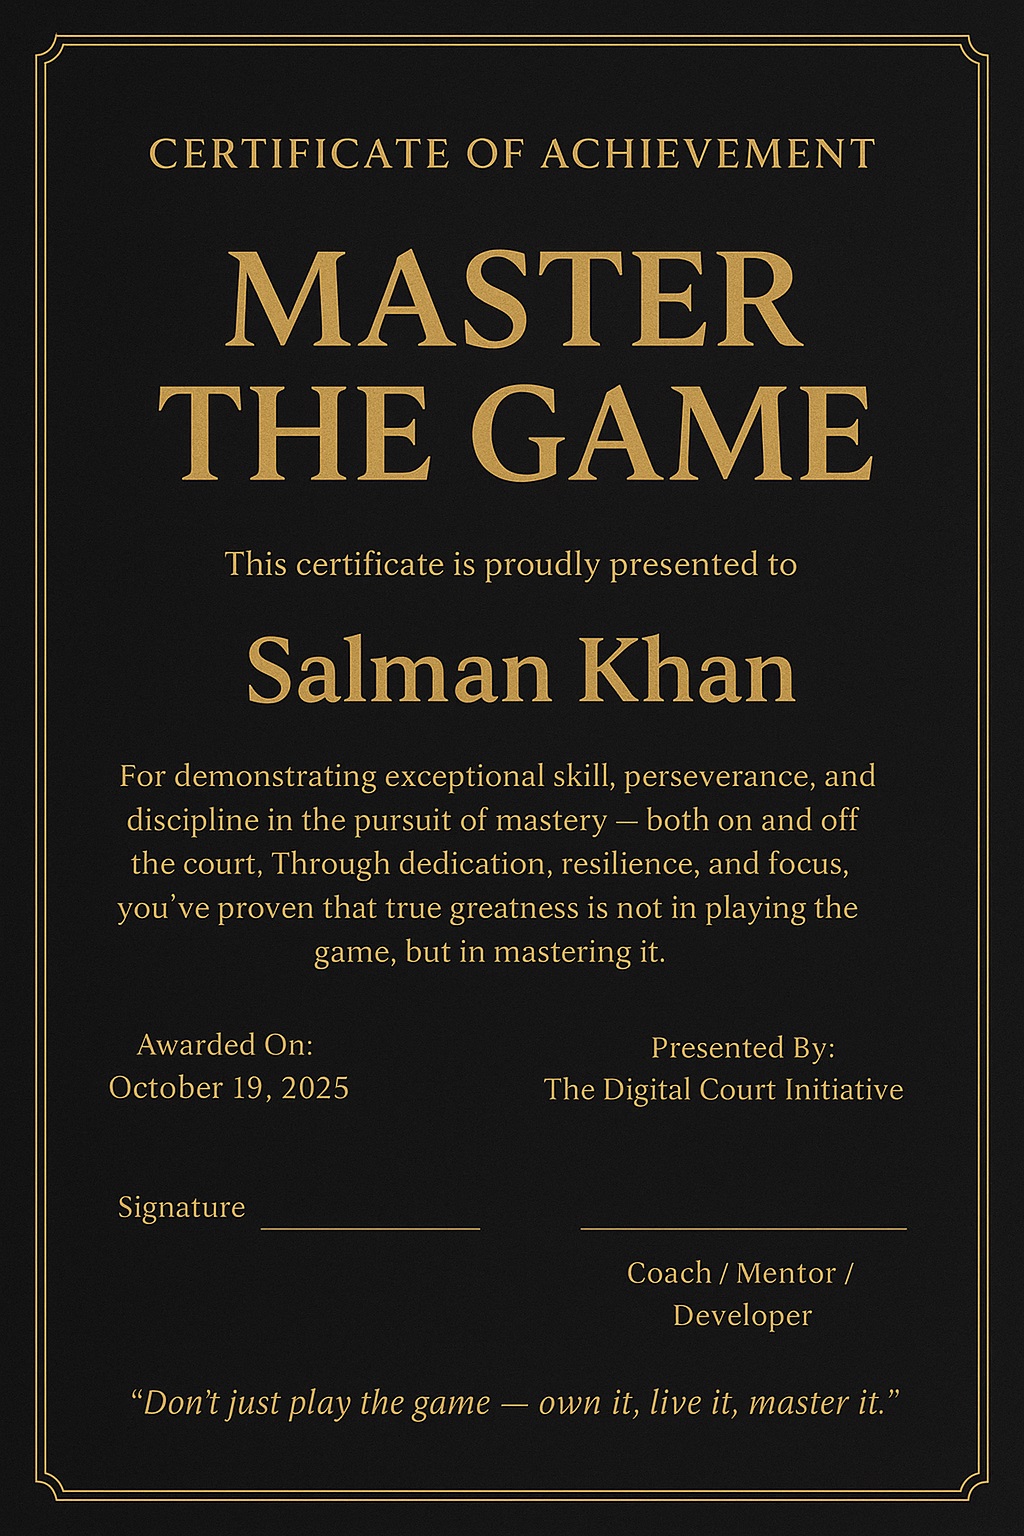 CERTIFICATE OF ACHIEVEMENT
MASTER
THE GAME
This certificate is proudly presented to
Salman Khan
For demonstrating exceptional skill, perseverance, and
discipline in the pursuit of mastery — both on and off
the court, Through dedication, resilience, and focus,
you’ve proven that true greatness is not in playing the
game, but in mastering it.
Awarded On:
October 19, 2025
Presented By:
The Digital Court Initiative
Signature
Coach / Mentor /
Developer
“Don’t just play the game — own it, live it, master it.”